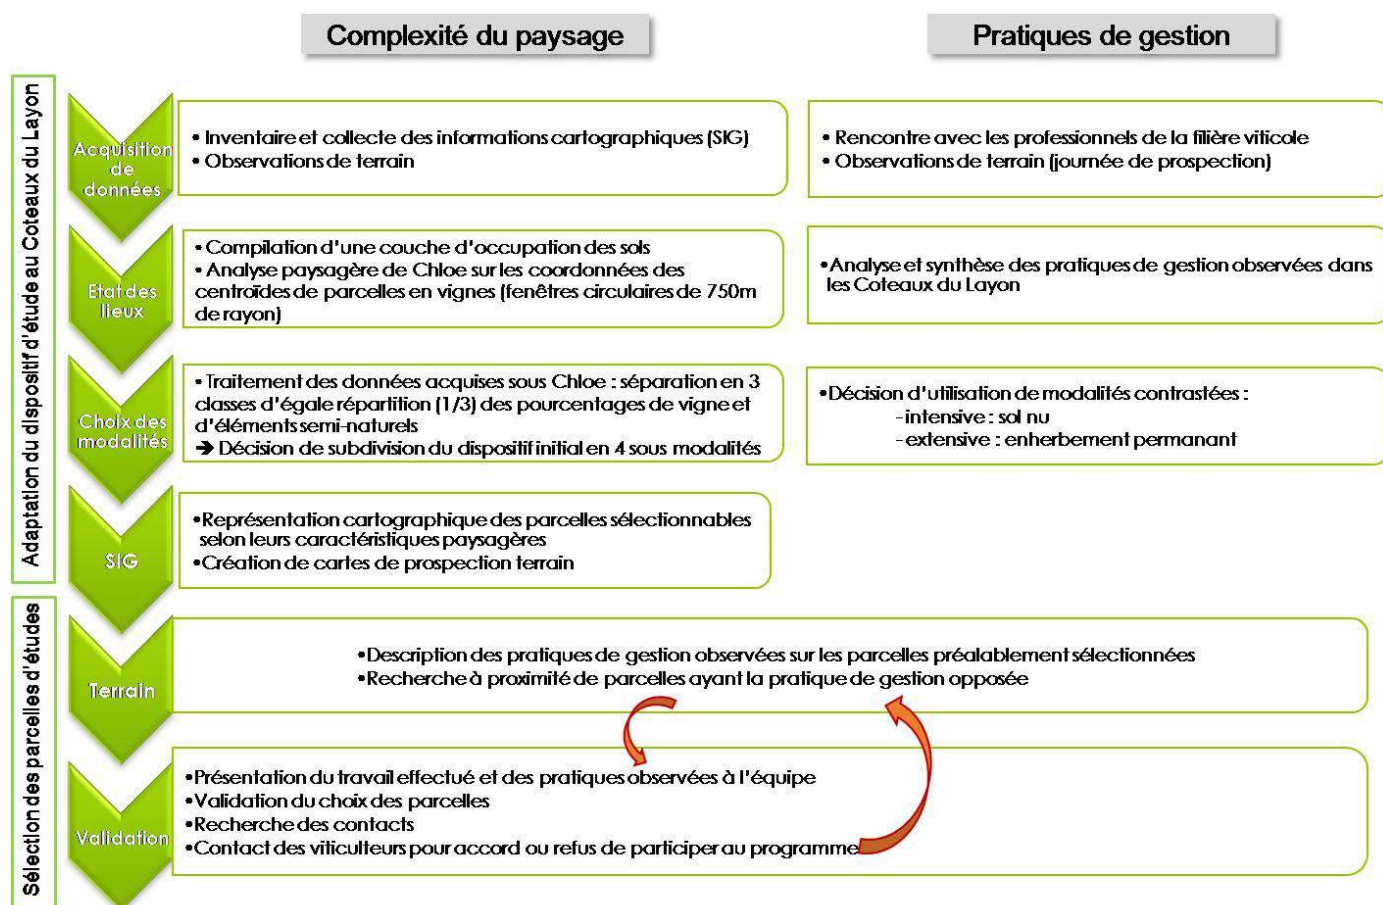 Complexité du paysage
Pratiques de gestion
Adaptation du dispositif d'étude au Coteaux du Layon
Acquisition
de
données
• Inventaire et collecte des informations cartographiques (SIG)
• Observations de terrain
• Rencontre avec les professionnels de la filière viticole
• Observations de terrain (journée de prospection)
Etat des
lieux
• Compilation d'une couche d'occupation des sols
• Analyse paysagère de Chloe sur les coordonnées des
centroïdes de parcelles en vignes (fenêtres circulaires de 750m
de rayon)
•Analyse et synthèse des pratiques de gestion observées dans
les Coteaux du Layon
Choix des
modalités
• Traitement des données acquises sous Chloe : séparation en 3
classes d'égale répartition (1/3) des pourcentages de vigne et
d'éléments semi-naturels
➔ Décision de subdivision du dispositif initial en 4 sous modalités
•Décision d'utilisation de modalités contrastées :
- intensive : sol nu
- extensive : enherbement permanant
SIG
•Représentation cartographique des parcelles sélectionnables
selon leurs caractéristiques paysagères
•Création de cartes de prospection terrain
Sélection des parcelles d'études
Terrain
•Description des pratiques de gestion observées sur les parcelles préalablement sélectionnées
•Recherche à proximité de parcelles ayant la pratique de gestion opposée
Validation
•Présentation du travail effectué et des pratiques observées à l'équipe
•Validation du choix des parcelles
•Recherche des contacts
•Contact des viticulteurs pour accord ou refus de participer au programme